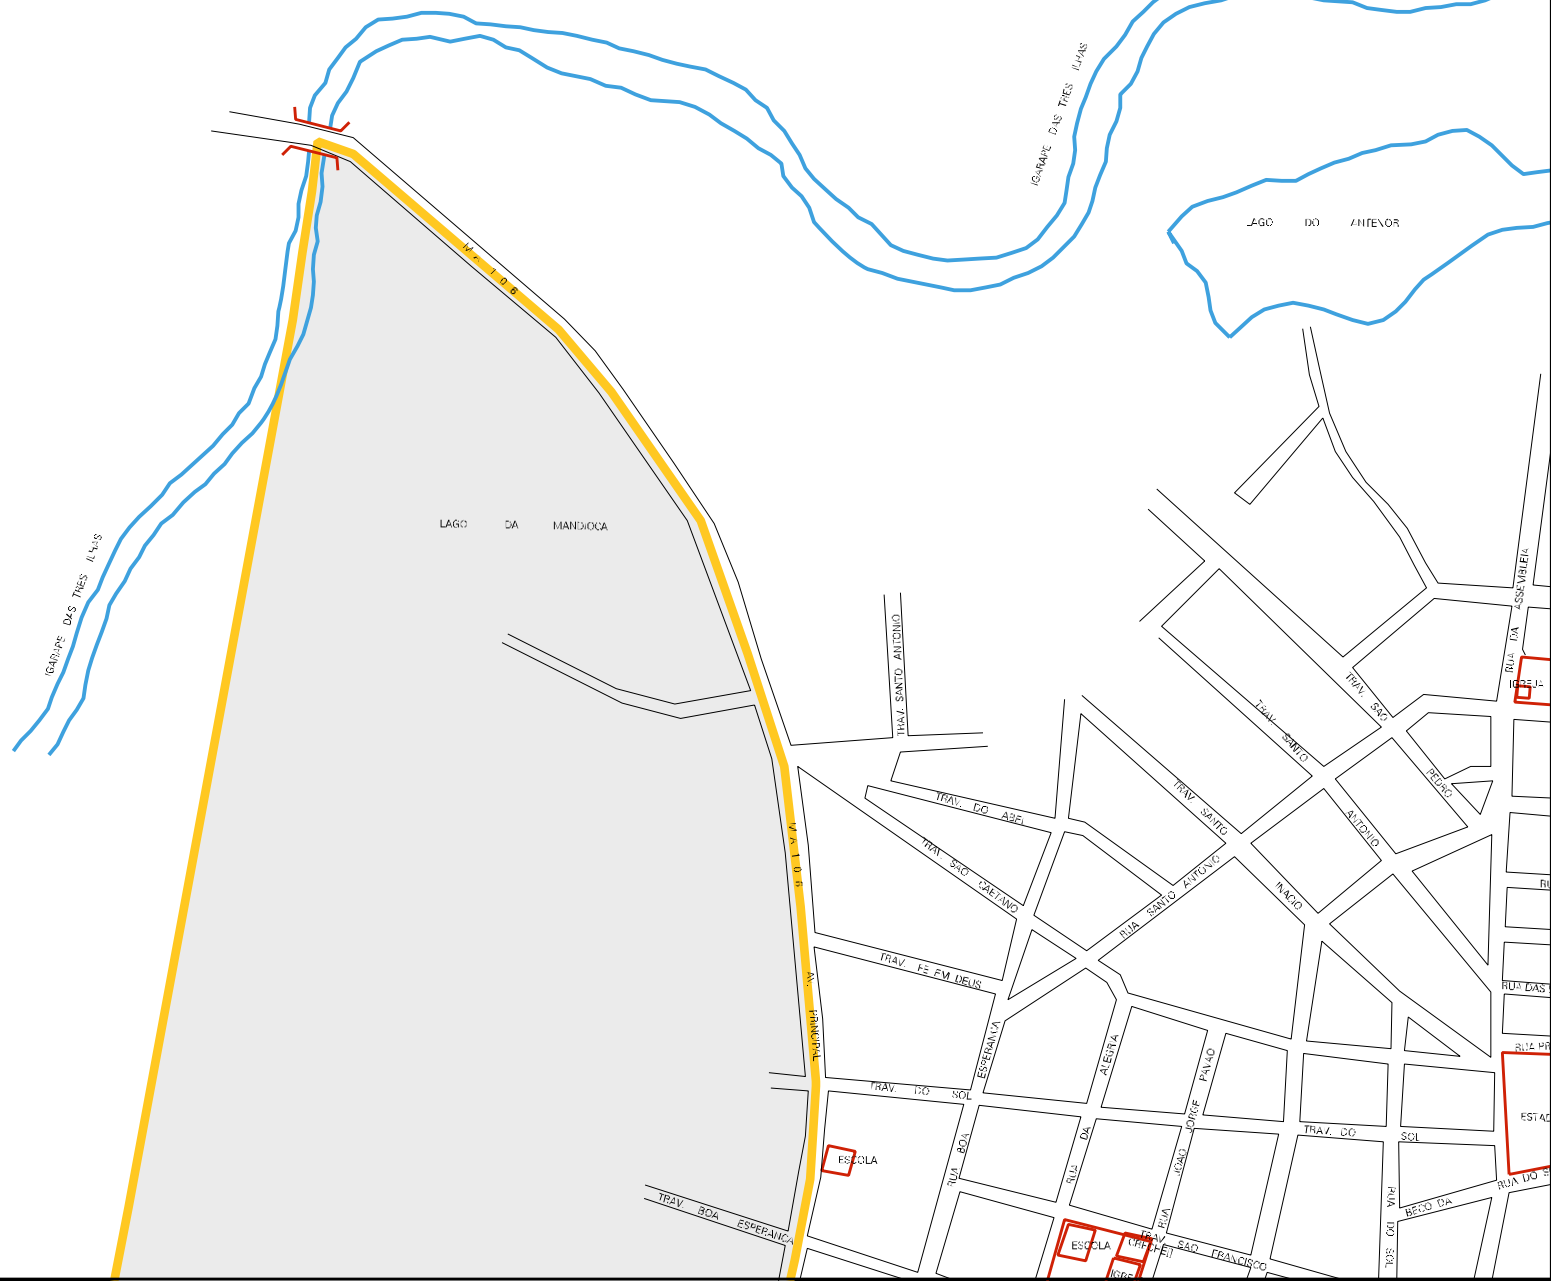 IGARAPE DAS TRES ILHAS
LAGO DO ANTENOR
MA 106
LAGO DA MANDIOCA
IGARAPE DAS TRES ILHAS
RUA DA ASSEMBLEIA
TRAV. SANTO ANTONIO
IGREJA
TRAV. SAO PEDRO
TRAV. SANTO ANTONIO
TRAV. SANTO INACIO
TRAV. DO ABEL
MA 106
TRAV. SAO CAETANO
RUA SANTO ANTONIO
TRAV. FE EM DEUS
AV. PRINCIPAL
RUA DAS
RUA BOA ESPERANCA
RUA DA ALEGRIA
RUA JOAO JORGE PAVAO
TRAV. DO SOL
TRAV. DO SOL
ESCOLA
RUA DO SOL
BECO DA
TRAV. BOA ESPERANCA
ESCOLA
CRECHE
TRAV. SAO FRANCISCO